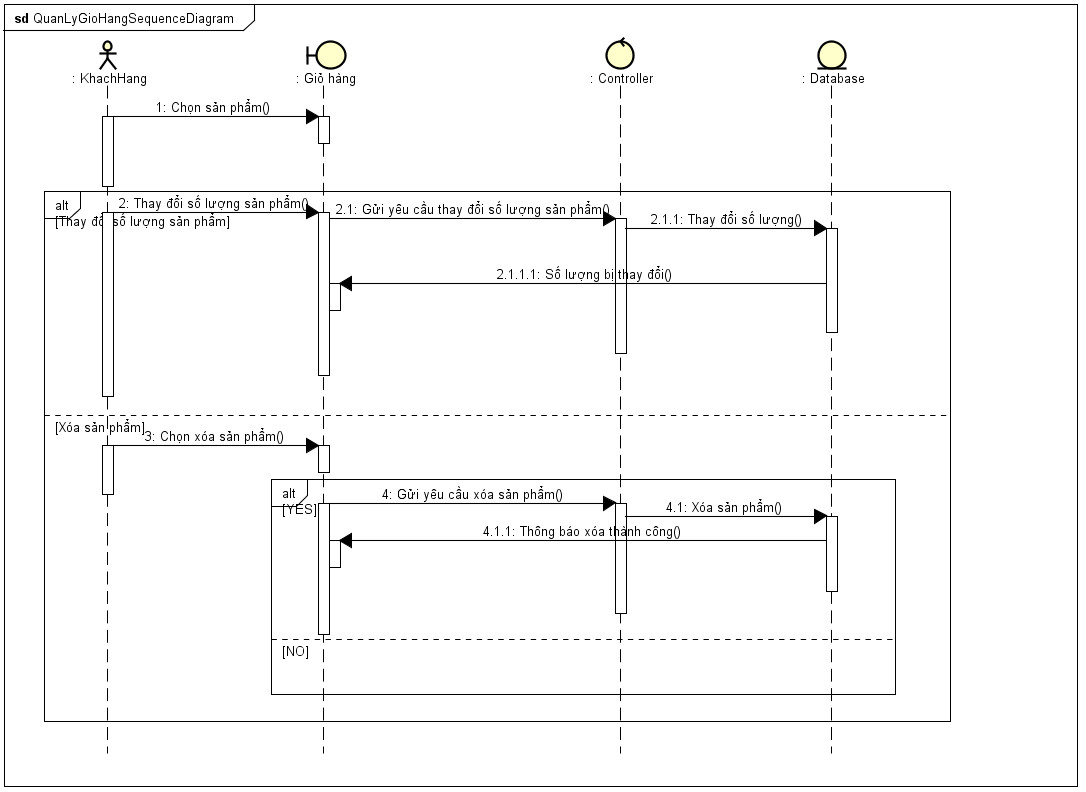 sd QuanLyGioHangSequenceDiagram
: KhachHang
: Giỏ hàng
: Controller
: Database
1: Chọn sản phẩm()
alt
2: Thay đổi số lượng sản phẩm()
2.1: Gửi yêu cầu thay đổi số lượng sản phẩm()
[Thay đổi số lượng sản phẩm]
2.1.1: Thay đổi số lượng()
2.1.1.1: Số lượng bị thay đổi()
[Xóa sản phẩm]
3: Chọn xóa sản phẩm()
alt
4: Gửi yêu cầu xóa sản phẩm()
[YES]
4.1: Xóa sản phẩm()
4.1.1: Thông báo xóa thành công()
[NO]